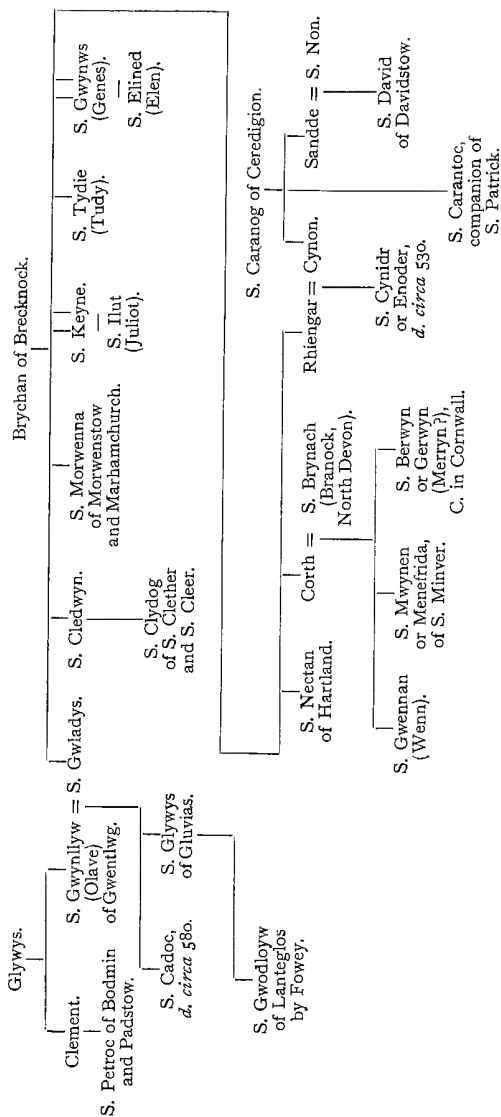 Glywys.
Clement.
S. Petroc of Bodmin
and Padstow.
S. Gwynllyw = S. Gwladys.
(Olave)
of Gwentlwg.
S. Cadoc,
d. circa 580.
S. Glywys
of Gluvias.
S. Gwodloyw
of Lanteglos
by Fowey.
Brychan of Brecknock.
S. Cledwyn.
S. Clydog
of S. Clether
and S. Cleer.
S. Morwenna
of Morwenstow
and Marhamchurch.
S. Keyne.
S. Ilut
(Juliot).
S. Tydie
(Tudy).
S. Gwynws
(Genes).
S. Elined
(Elen).
S. Nectan
of Hartland.
Corth = S. Brynach
(Branock,
North Devon).
S. Gwennan
(Wenn).
S. Mwynen
or Menefrida,
of S. Minver.
S. Berwyn
or Gerwyn
(Merryn?),
C. in Cornwall.
S. Caranog of Ceredigion.
Rhiengar = Cynon.
S. Cynidr
or Enoder,
d. circa 530.
Sandde = S. Non.
S. David
of Davidstow.
S. Carantoc,
companion of
S. Patrick.